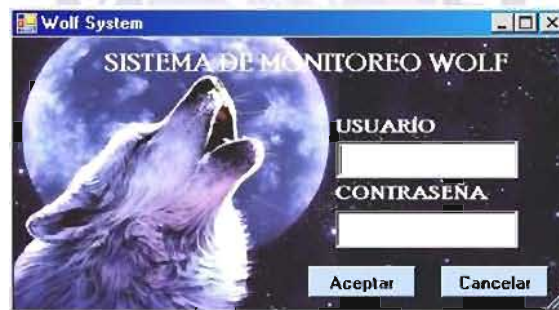 Wolf System
SISTEMA DE MONITOREO WOLF
USUARIO
CONTRASEÑA
Aceptar
Cancelar